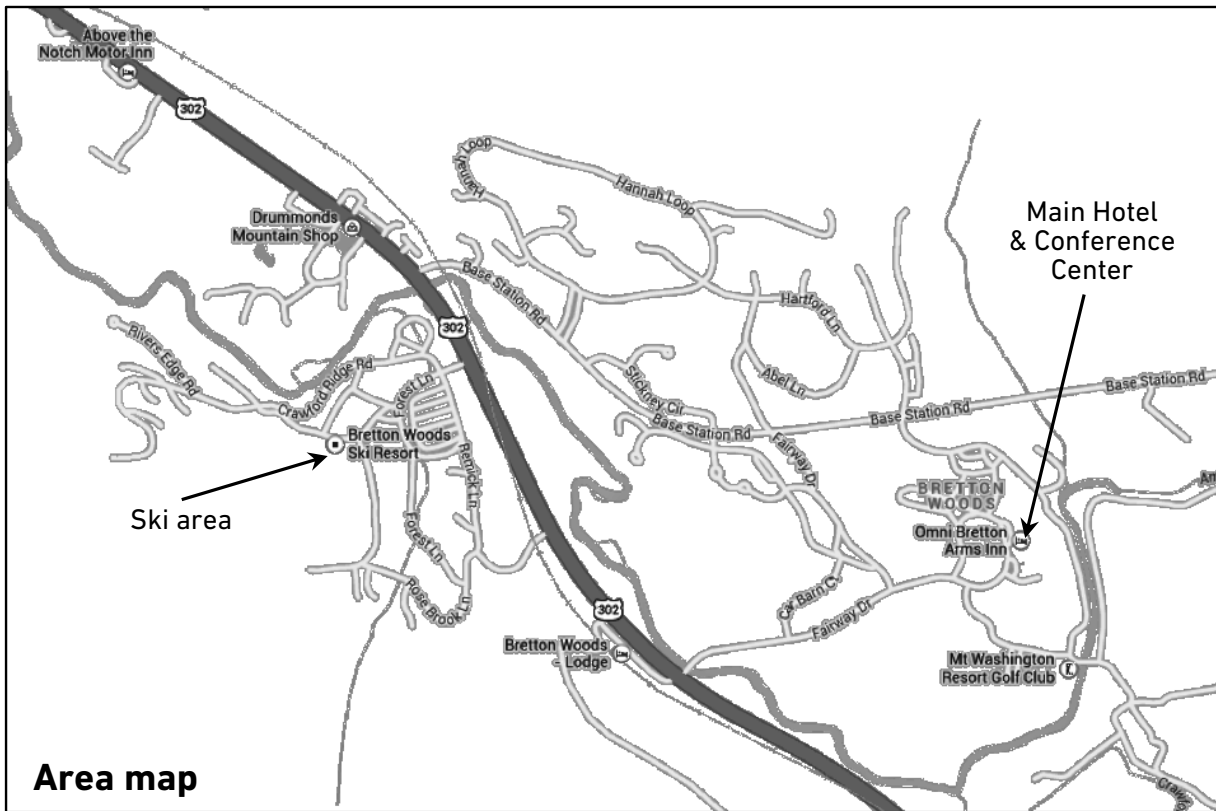 Above the
Notch Motor Inn
302
Loop
Hannah
Hannah Loop
Drummonds
Mountain Shop
Main Hotel
& Conference
Center
Base Station Rd
Hartford Ln
302
Rivers Edge Rd
Crawford Ridge Rd
Forest Ln
Stickney Cir
Abel Ln
Base Station Rd
Base Station Rd
Base Station Rd
Bretton Woods
Ski Resort
Remick Ln
Fairway Dr
Ski area
BRETTON
WOODS
Omni Bretton
Arms Inn
Forest Ln
Rose Brook Ln
302
Car Barn Ct
Fairway Dr
Bretton Woods
Lodge
Mt Washington
Resort Golf Club
Area map